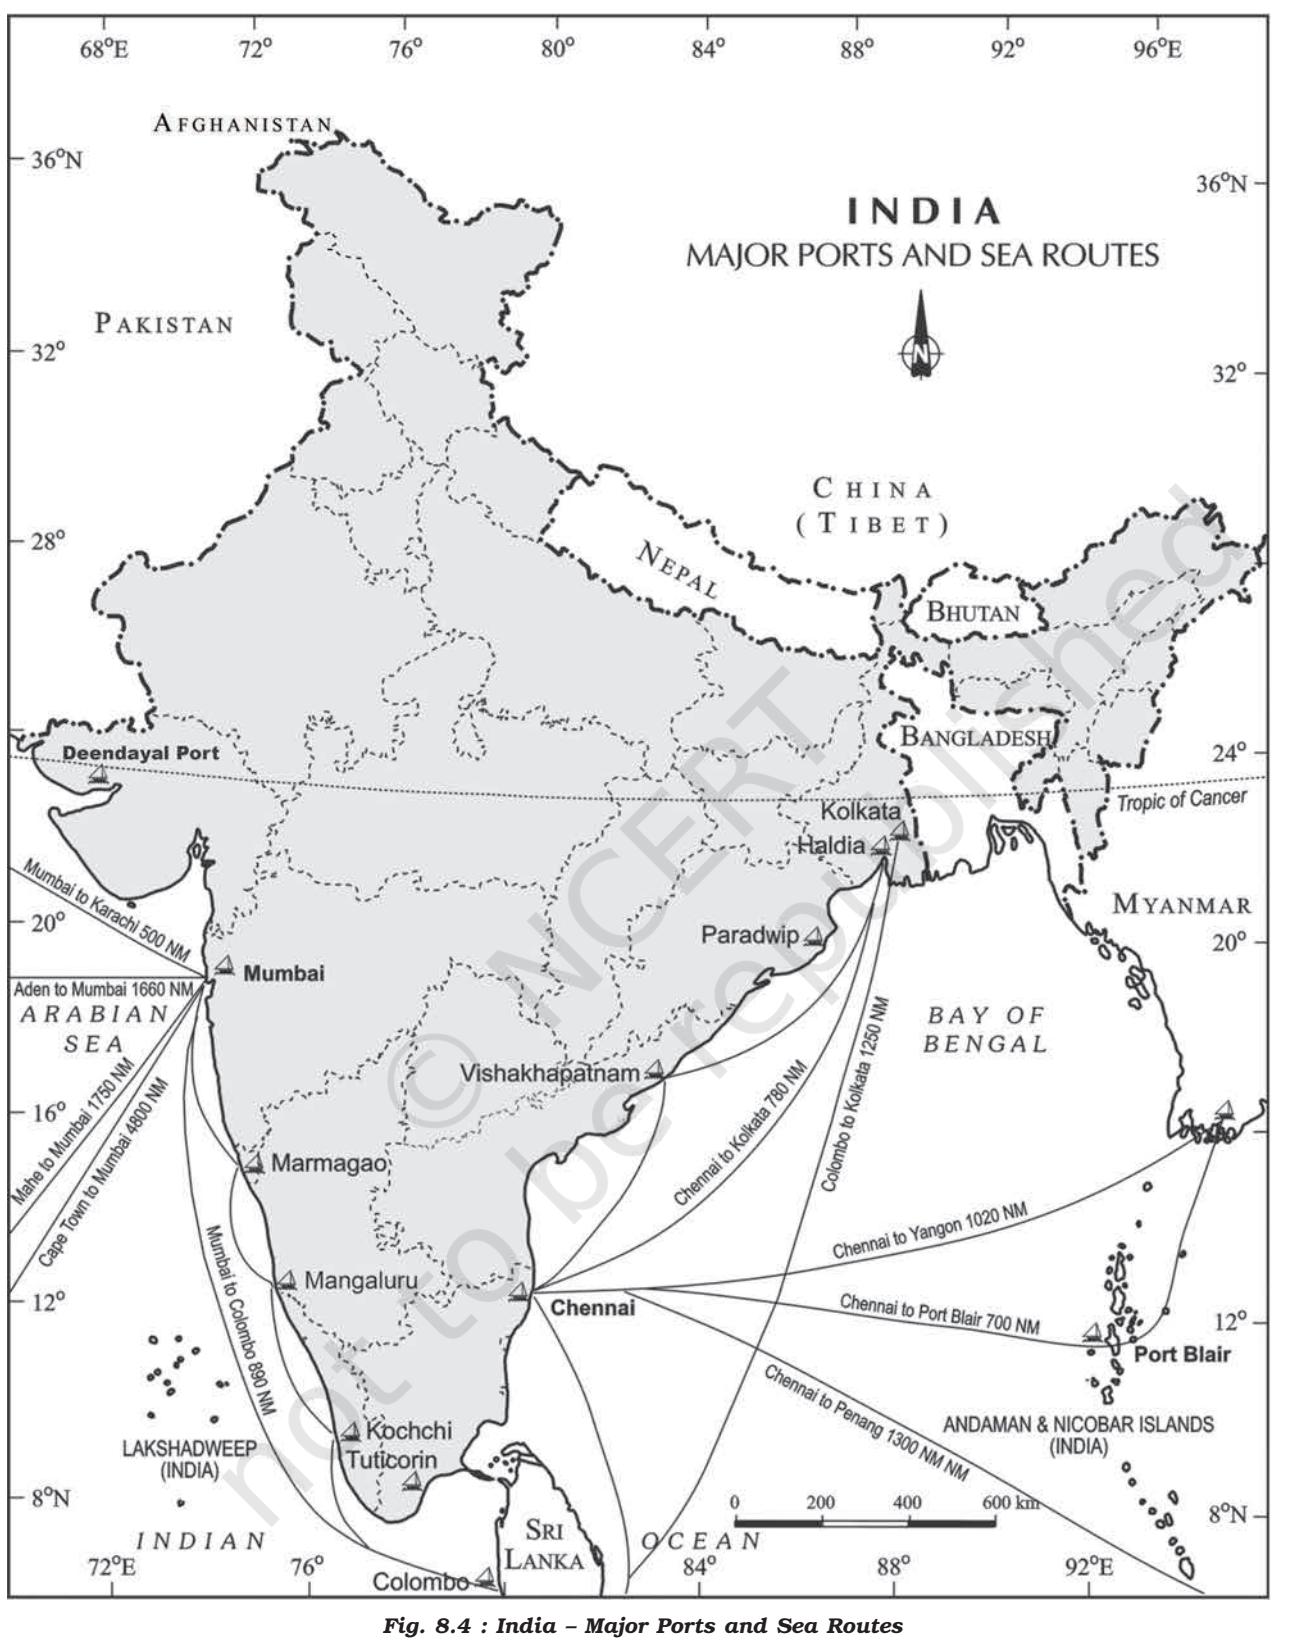 68°E 72° 76° 80° 84° 88° 92° 96°E
AFGHANISTAN
36°N
36°N
INDIA
MAJOR PORTS AND SEA ROUTES
PAKISTAN
N
32°
32°
CHINA
(TIBET)
28°
NEPAL
BHUTAN
BANGLADESH
Deendayal Port
24°
Tropic of Cancer
Kolkata
Haldia
Mumbai to Karachi 500 NM
MYANMAR
20°
20°
Paradwip
Mumbai
Aden to Mumbai 1660 NM
ARABIAN
SEA
BAY OF
BENGAL
Vishakhapatnam
Mahe to Mumbai 1750 NM
Cape Town to Mumbai 4800 NM
Chennai to Kolkata 780 NM
Colombo to Kolkata 1250 NM
16°
Marmagao
Mumbai to Colombo 890 NM
Chennai to Yangon 1020 NM
Mangaluru
12°
Chennai
Chennai to Port Blair 700 NM
12°
Port Blair
Chennai to Penang 1300 NM NM
LAKSHADWEEP
(INDIA)
Kochchi
Tuticorin
ANDAMAN & NICOBAR ISLANDS
(INDIA)
8°N
0 200 400 600 km
8°N
INDIAN
SRI
LANKA
OCEAN
Colombo
72°E 76° 84° 88° 92°E
© NCERT
not to be republished
Fig. 8.4 : India – Major Ports and Sea Routes